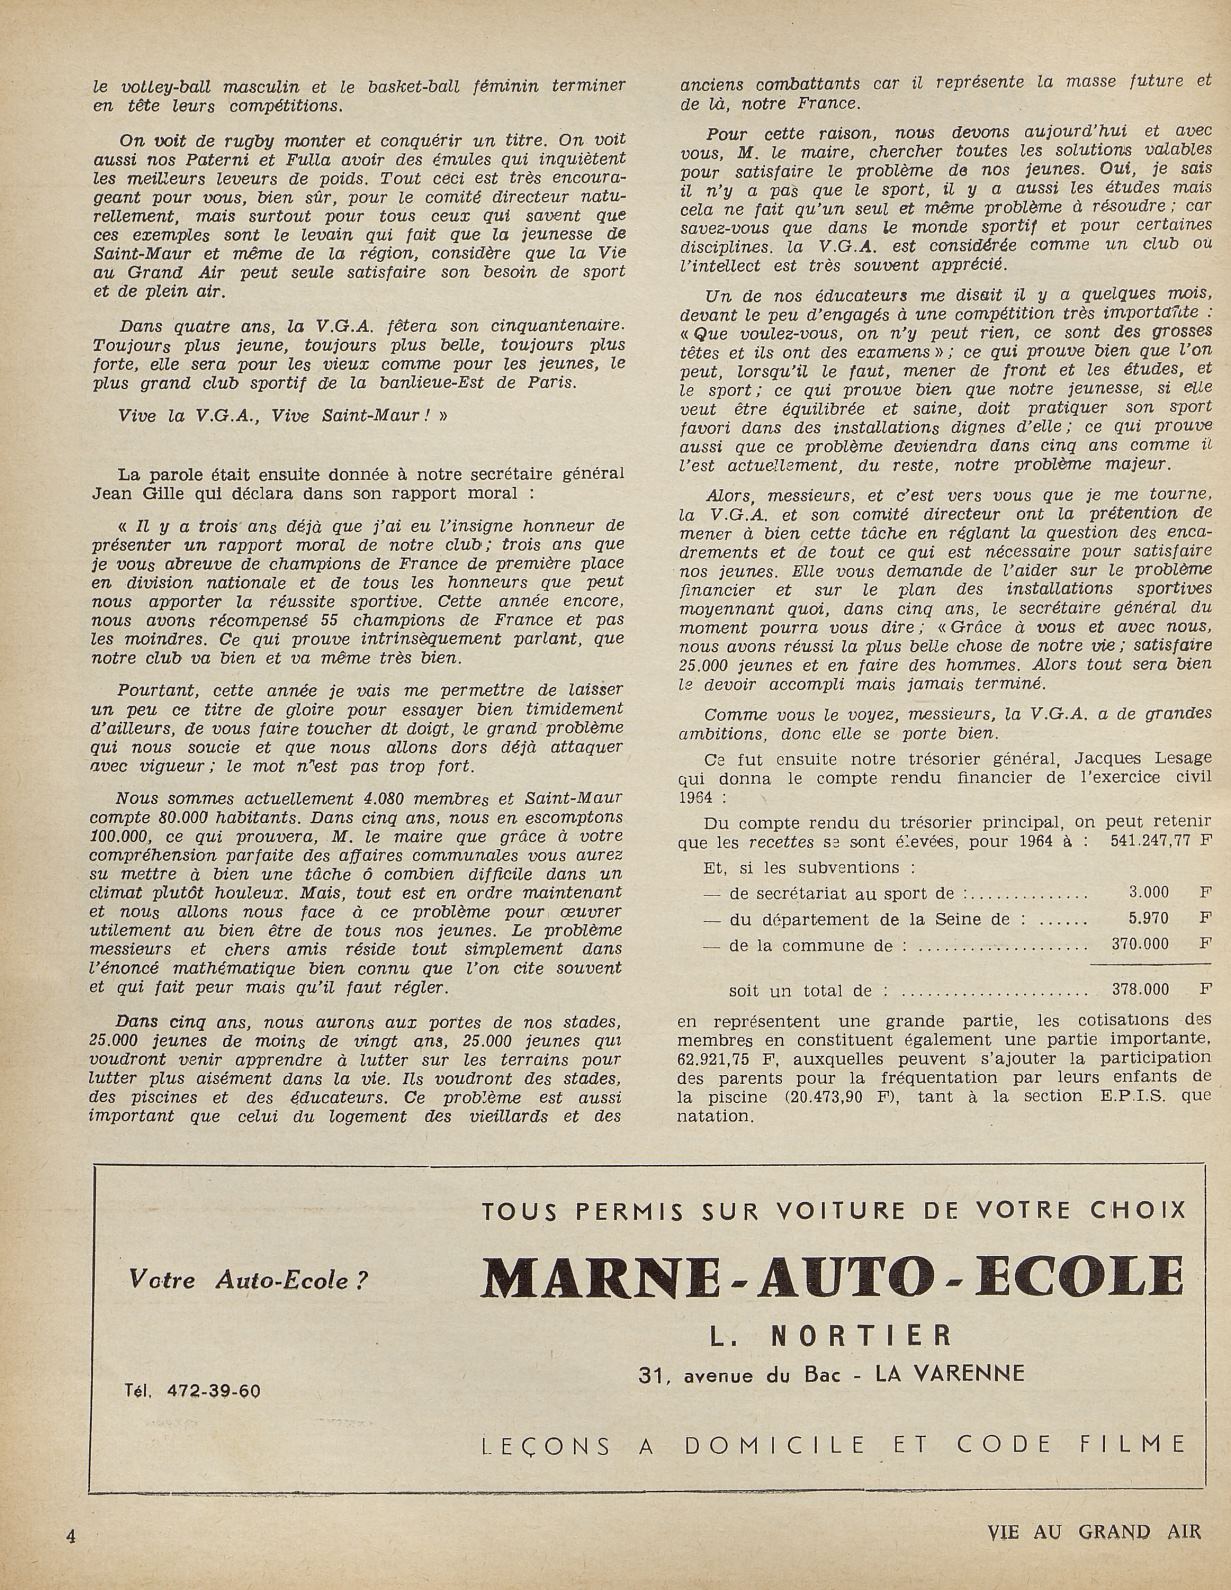 le volley-ball masculin et le basket-ball féminin terminer
en tête leurs compétitions.
On voit de rugby monter et conquérir un titre. On voit
aussi nos Paterni et Fulla avoir des émules qui inquiètent
les meilleurs leveurs de poids. Tout ceci est très encoura-
geant pour vous, bien sûr, pour le comité directeur natu-
rellement, mais surtout pour tous ceux qui savent que
ces exemples sont le levain qui fait que la jeunesse de
Saint-Maur et même de la région, considère que la Vie
au Grand Air peut seule satisfaire son besoin de sport
et de plein air.
Dans quatre ans, la V.G.A. fêtera son cinquantenaire.
Toujours plus jeune, toujours plus belle, toujours plus
forte, elle sera pour les vieux comme pour les jeunes, le
plus grand club sportif de la banlieue-Est de Paris.
Vive la V.G.A., Vive Saint-Maur ! »
La parole était ensuite donnée à notre secrétaire général
Jean Gille qui déclara dans son rapport moral :
« Il y a trois ans déjà que j'ai eu l'insigne honneur de
présenter un rapport moral de notre club ; trois ans que
je vous abreuve de champions de France de première place
en division nationale et de tous les honneurs que peut
nous apporter la réussite sportive. Cette année encore,
nous avons récompensé 55 champions de France et pas
les moindres. Ce qui prouve intrinsèquement parlant, que
notre club va bien et va même très bien.
Pourtant, cette année je vais me permettre de laisser
un peu ce titre de gloire pour essayer bien timidement
d'ailleurs, de vous faire toucher dt doigt, le grand problème
qui nous soucie et que nous allons dors déjà attaquer
avec vigueur ; le mot n"est pas trop fort.
Nous sommes actuellement 4.080 membres et Saint-Maur
compte 80.000 habitants. Dans cinq ans, nous en escomptons
100.000, ce qui prouvera, M. le maire que grâce à votre
compréhension parfaite des affaires communales vous aurez
su mettre à bien une tâche ô combien difficile dans un
climat plutôt houleux. Mais, tout est en ordre maintenant
et nous allons nous face à ce problème pour œuvrer
utilement au bien être de tous nos jeunes. Le problème
messieurs et chers amis réside tout simplement dans
l'énoncé mathématique bien connu que l'on cite souvent
et qui fait peur mais qu'il faut régler.
Dans cinq ans, nous aurons aux portes de nos stades,
25.000 jeunes de moins de vingt ans, 25.000 jeunes qui
voudront venir apprendre à lutter sur les terrains pour
lutter plus aisément dans la vie. Ils voudront des stades,
des piscines et des éducateurs. Ce problème est aussi
important que celui du logement des vieillards et des
anciens combattants car il représente la masse future et
de là, notre France.
Pour cette raison, nous devons aujourd'hui et avec
vous, M. le maire, chercher toutes les solutions valables
pour satisfaire le problème de nos jeunes. Oui, je sais
il n'y a pas que le sport, il y a aussi les études mais
cela ne fait qu'un seul et même problème à résoudre ; car
savez-vous que dans le monde sportif et pour certaines
disciplines. la V.G.A. est considérée comme un club ou
l'intellect est très souvent apprécié.
Un de nos éducateurs me disait il y a quelques mois,
devant le peu d'engagés à une compétition très importante :
« Que voulez-vous, on n'y peut rien, ce sont des grosses
têtes et ils ont des examens » ; ce qui prouve bien que l'on
peut, lorsqu'il le faut, mener de front et les études, et
le sport ; ce qui prouve bien que notre jeunesse, si elle
veut être équilibrée et saine, doit pratiquer son sport
favori dans des installations dignes d'elle ; ce qui prouve
aussi que ce problème deviendra dans cinq ans comme il
l'est actuellement, du reste, notre problème majeur.
Alors, messieurs, et c'est vers vous que je me tourne,
la V.G.A. et son comité directeur ont la prétention de
mener à bien cette tâche en réglant la question des enca-
drements et de tout ce qui est nécessaire pour satisfaire
nos jeunes. Elle vous demande de l'aider sur le problème
financier et sur le plan des installations sportives
moyennant quoi, dans cinq ans, le secrétaire général du
moment pourra vous dire ; « Grâce à vous et avec nous,
nous avons réussi la plus belle chose de notre vie ; satisfaire
25.000 jeunes et en faire des hommes. Alors tout sera bien
le devoir accompli mais jamais terminé.
Comme vous le voyez, messieurs, la V.G.A. a de grandes
ambitions, donc elle se porte bien.
Ce fut ensuite notre trésorier général, Jacques Lesage
qui donna le compte rendu financier de l'exercice civil
1964 :
Du compte rendu du trésorier principal, on peut retenir
que les recettes se sont élevées, pour 1964 à : 541.247,77 F
Et, si les subventions :
— de secrétariat au sport de :.............. 3.000 F
— du département de la Seine de : ...... 5.970 F
— de la commune de : .................... 370.000 F
soit un total de : ...................... 378.000 F
en représentent une grande partie, les cotisations des
membres en constituent également une partie importante,
62.921,75 F, auxquelles peuvent s'ajouter la participation
des parents pour la fréquentation par leurs enfants de
la piscine (20.473,90 F), tant à la section E.P.I.S. que
natation.
TOUS PERMIS SUR VOITURE DE VOTRE CHOIX
Votre Auto-Ecole ?
MARNE - AUTO - ECOLE
L. NORTIER
31, avenue du Bac - LA VARENNE
Tél. 472-39-60
LEÇONS A DOMICILE ET CODE FILME
4
VIE AU GRAND AIR